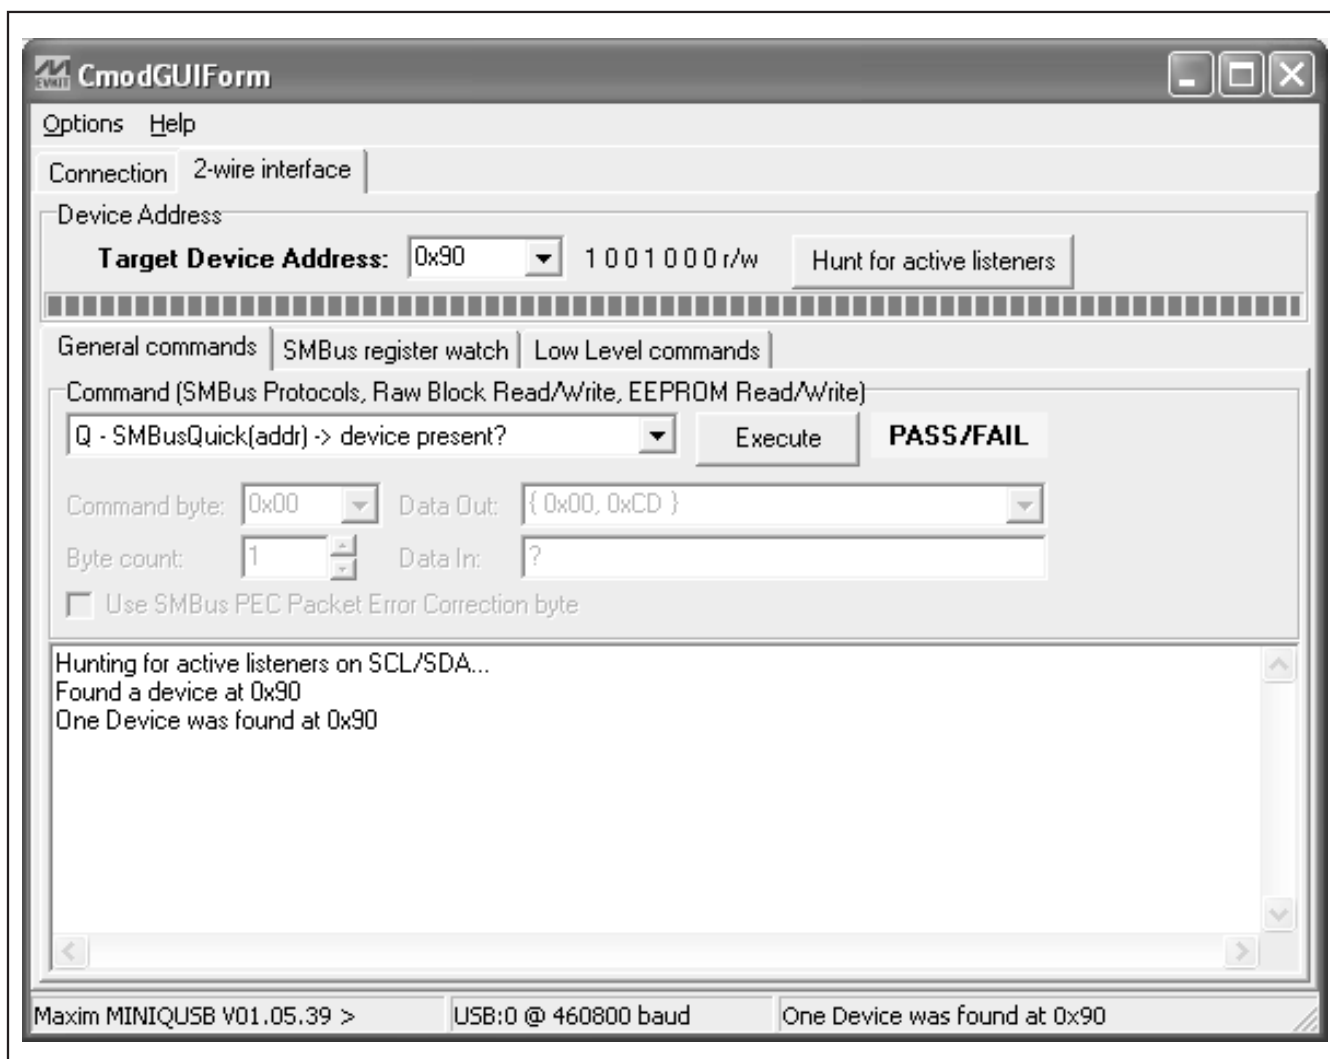 CmodGUIForm
Options Help
Connection 2-wire interface
Device Address
Target Device Address: 0x90 1 0 0 1 0 0 0 r/w Hunt for active listeners
General commands SMBus register watch Low Level commands
Command (SMBus Protocols, Raw Block Read/Write, EEPROM Read/Write)
Q - SMBusQuick(addr) -> device present? Execute PASS/FAIL
Command byte: 0x00 Data Out: { 0x00, 0xCD }
Byte count: 1 Data In: ?
Use SMBus PEC Packet Error Correction byte
Hunting for active listeners on SCL/SDA...
Found a device at 0x90
One Device was found at 0x90
Maxim MINIQUSB V01.05.39 > USB:0 @ 460800 baud One Device was found at 0x90